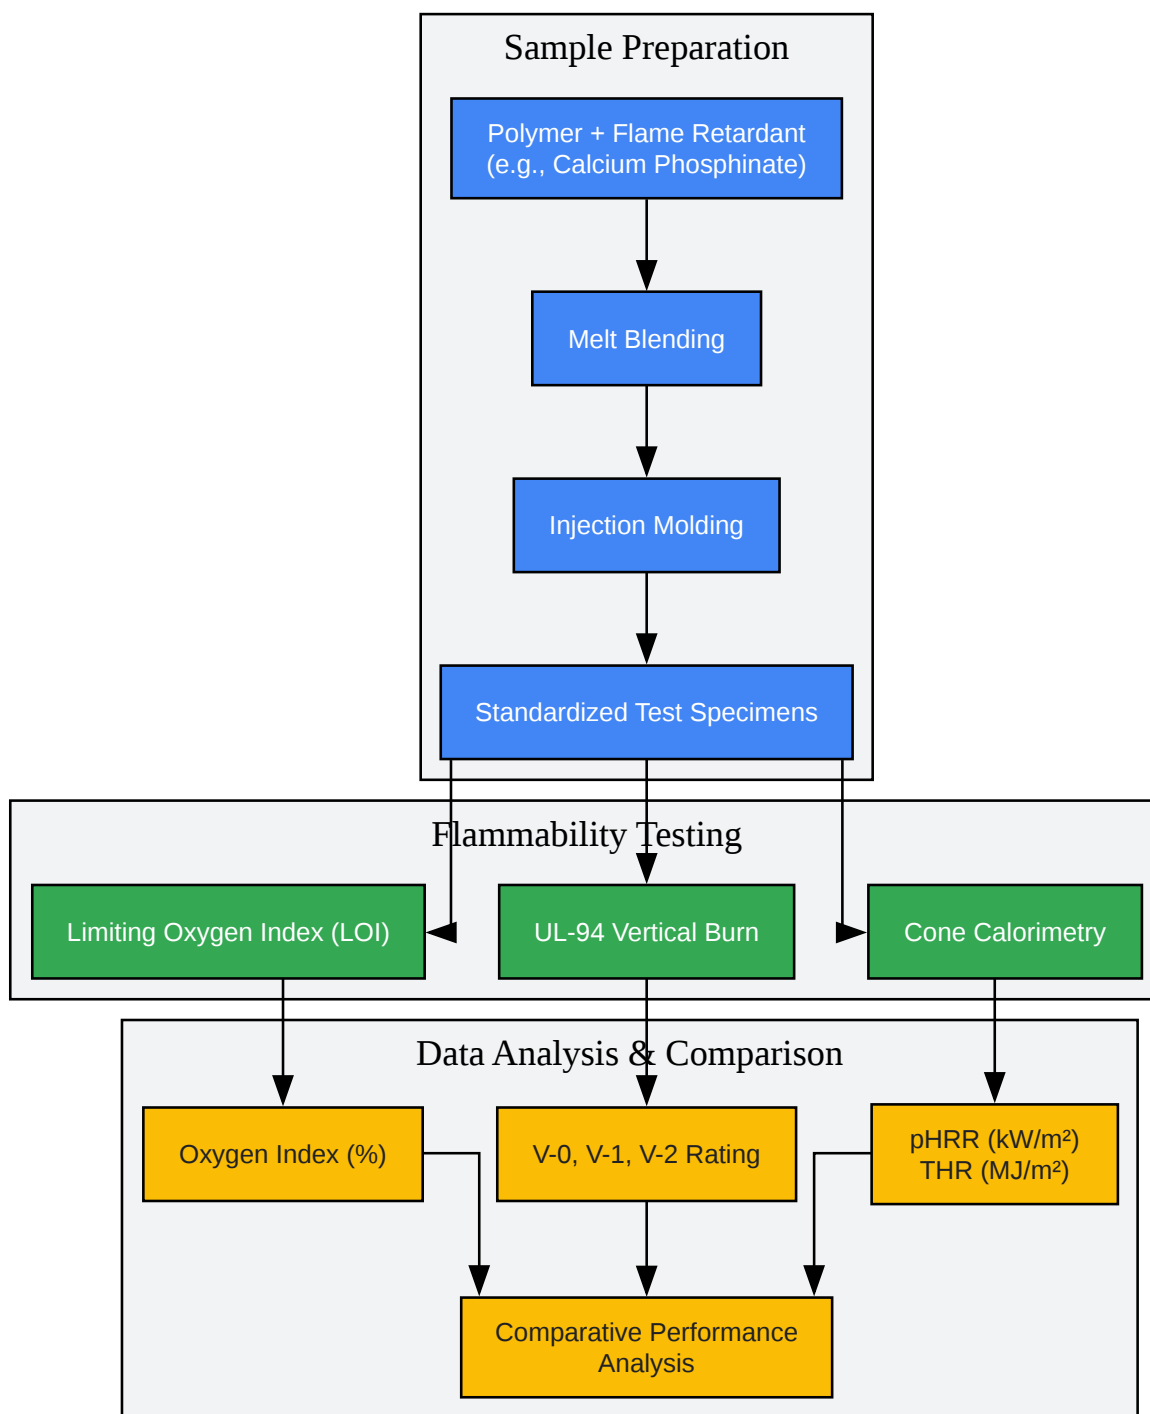 Sample Preparation
Polymer + Flame Retardant
(e.g., Calcium Phosphinate)
Melt Blending
Injection Molding
Standardized Test Specimens
Flammability Testing
Limiting Oxygen Index (LOI)
UL-94 Vertical Burn
Cone Calorimetry
Data Analysis & Comparison
Oxygen Index (%)
V-0, V-1, V-2 Rating
pHRR (kW/m²)
THR (MJ/m²)
Comparative Performance
Analysis